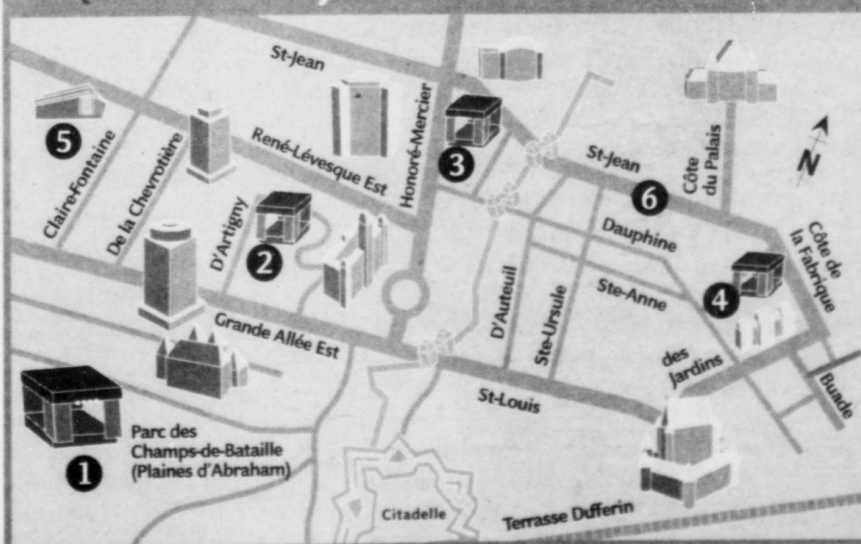 St-Jean
Honoré-Mercier
5
Claire-Fontaine
De la Chevrotière
René-Lévesque Est
3
St-Jean
6
Côte
du Palais
N
D'Artigny
2
Dauphine
Ste-Anne
4
Côte de
la Fabrique
D'Auteuil
Ste-Ursule
Grande Allée Est
des
Jardins
St-Louis
Buade
1
Parc des
Champs-de-Bataille
(Plaines d'Abraham)
Citadelle
Terrasse Dufferin